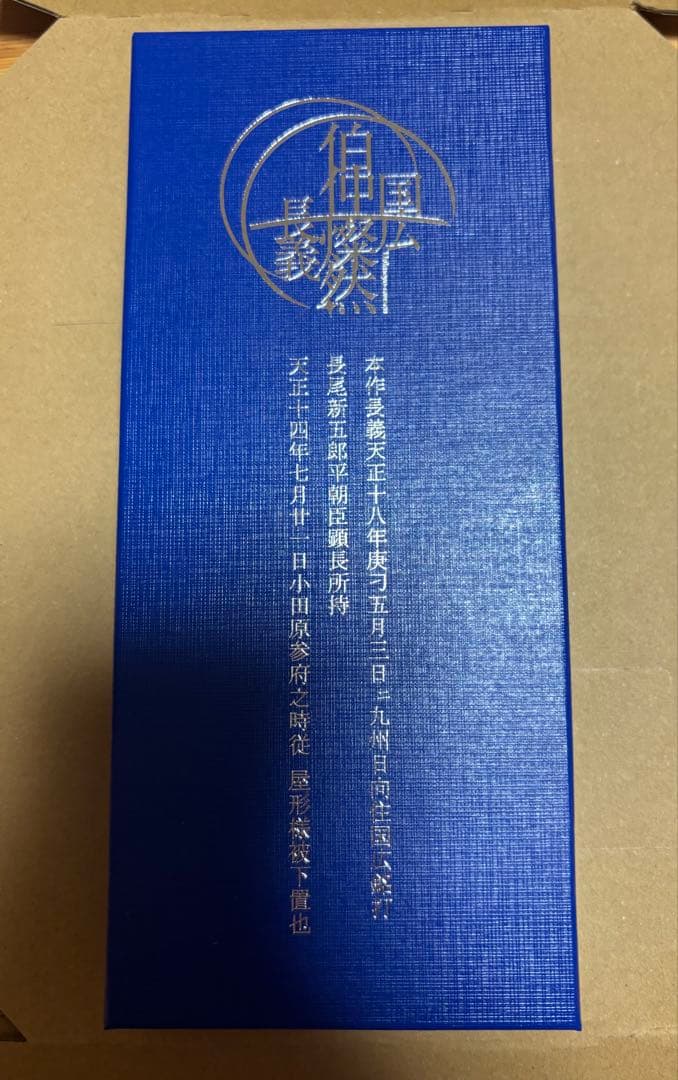 伯仲燦然
国広
長義
本作長義天正十八年庚刁五月三日ニ九州日向住国広銘打
長尾新五郎平朝臣顕長所持
天正十四年七月廿一日小田原参府之時従 屋形様被下置也